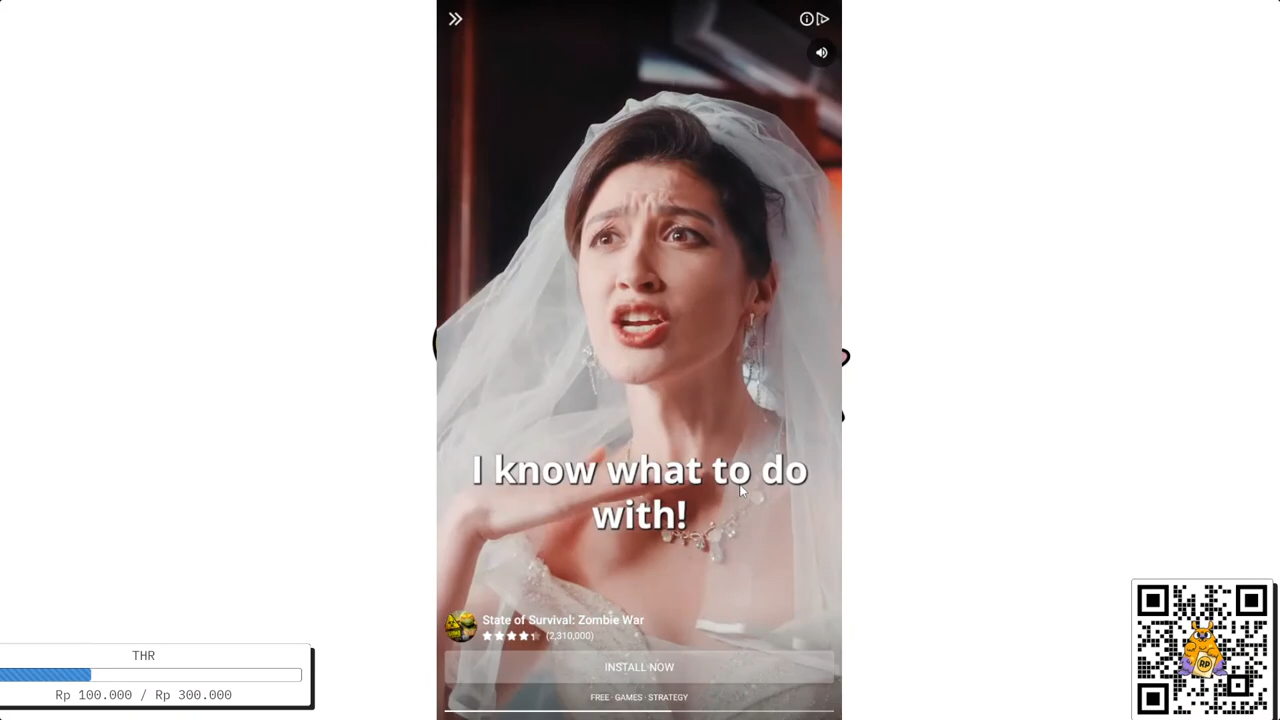 I know what to do
with!
State of Survival: Zombie War
(2,310,000)
INSTALL NOW
FREE · GAMES · STRATEGY
THR
Rp 100.000 / Rp 300.000
RP